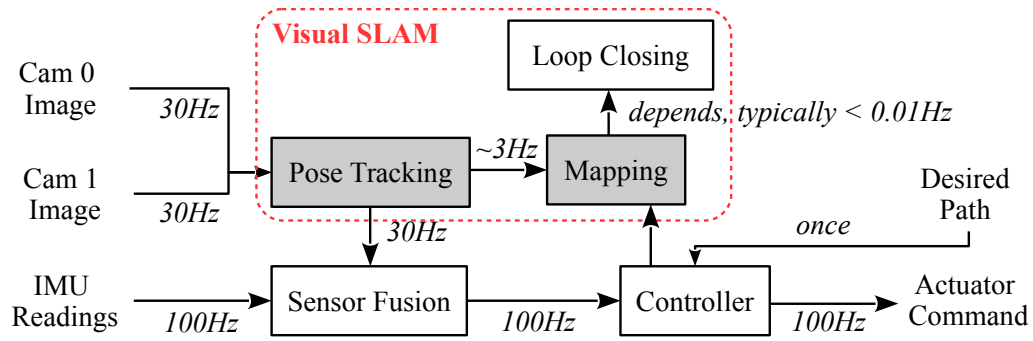 Visual SLAM
Loop Closing
Cam 0
Image
30Hz
depends, typically < 0.01Hz
~3Hz
Pose Tracking
Mapping
Cam 1
Image
30Hz
Desired
Path
30Hz
once
IMU
Readings
100Hz
Sensor Fusion
100Hz
Controller
100Hz
Actuator
Command